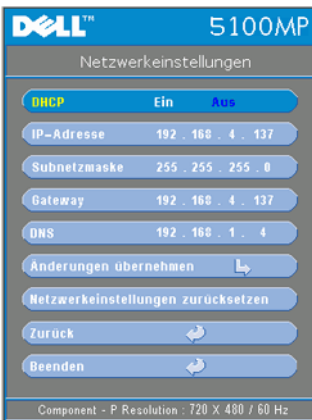 DELL™ 5100MP
Netzwerkeinstellungen
DHCP Ein Aus
IP-Adresse 192 . 168 . 4 . 137
Subnetzmaske 255 . 255 . 255 . 0
Gateway 192 . 168 . 4 . 137
DNS 192 . 168 . 1 . 4
Änderungen übernehmen
Netzwerkeinstellungen zurücksetzen
Zurück
Beenden
Component - P Resolution : 720 X 480 / 60 Hz